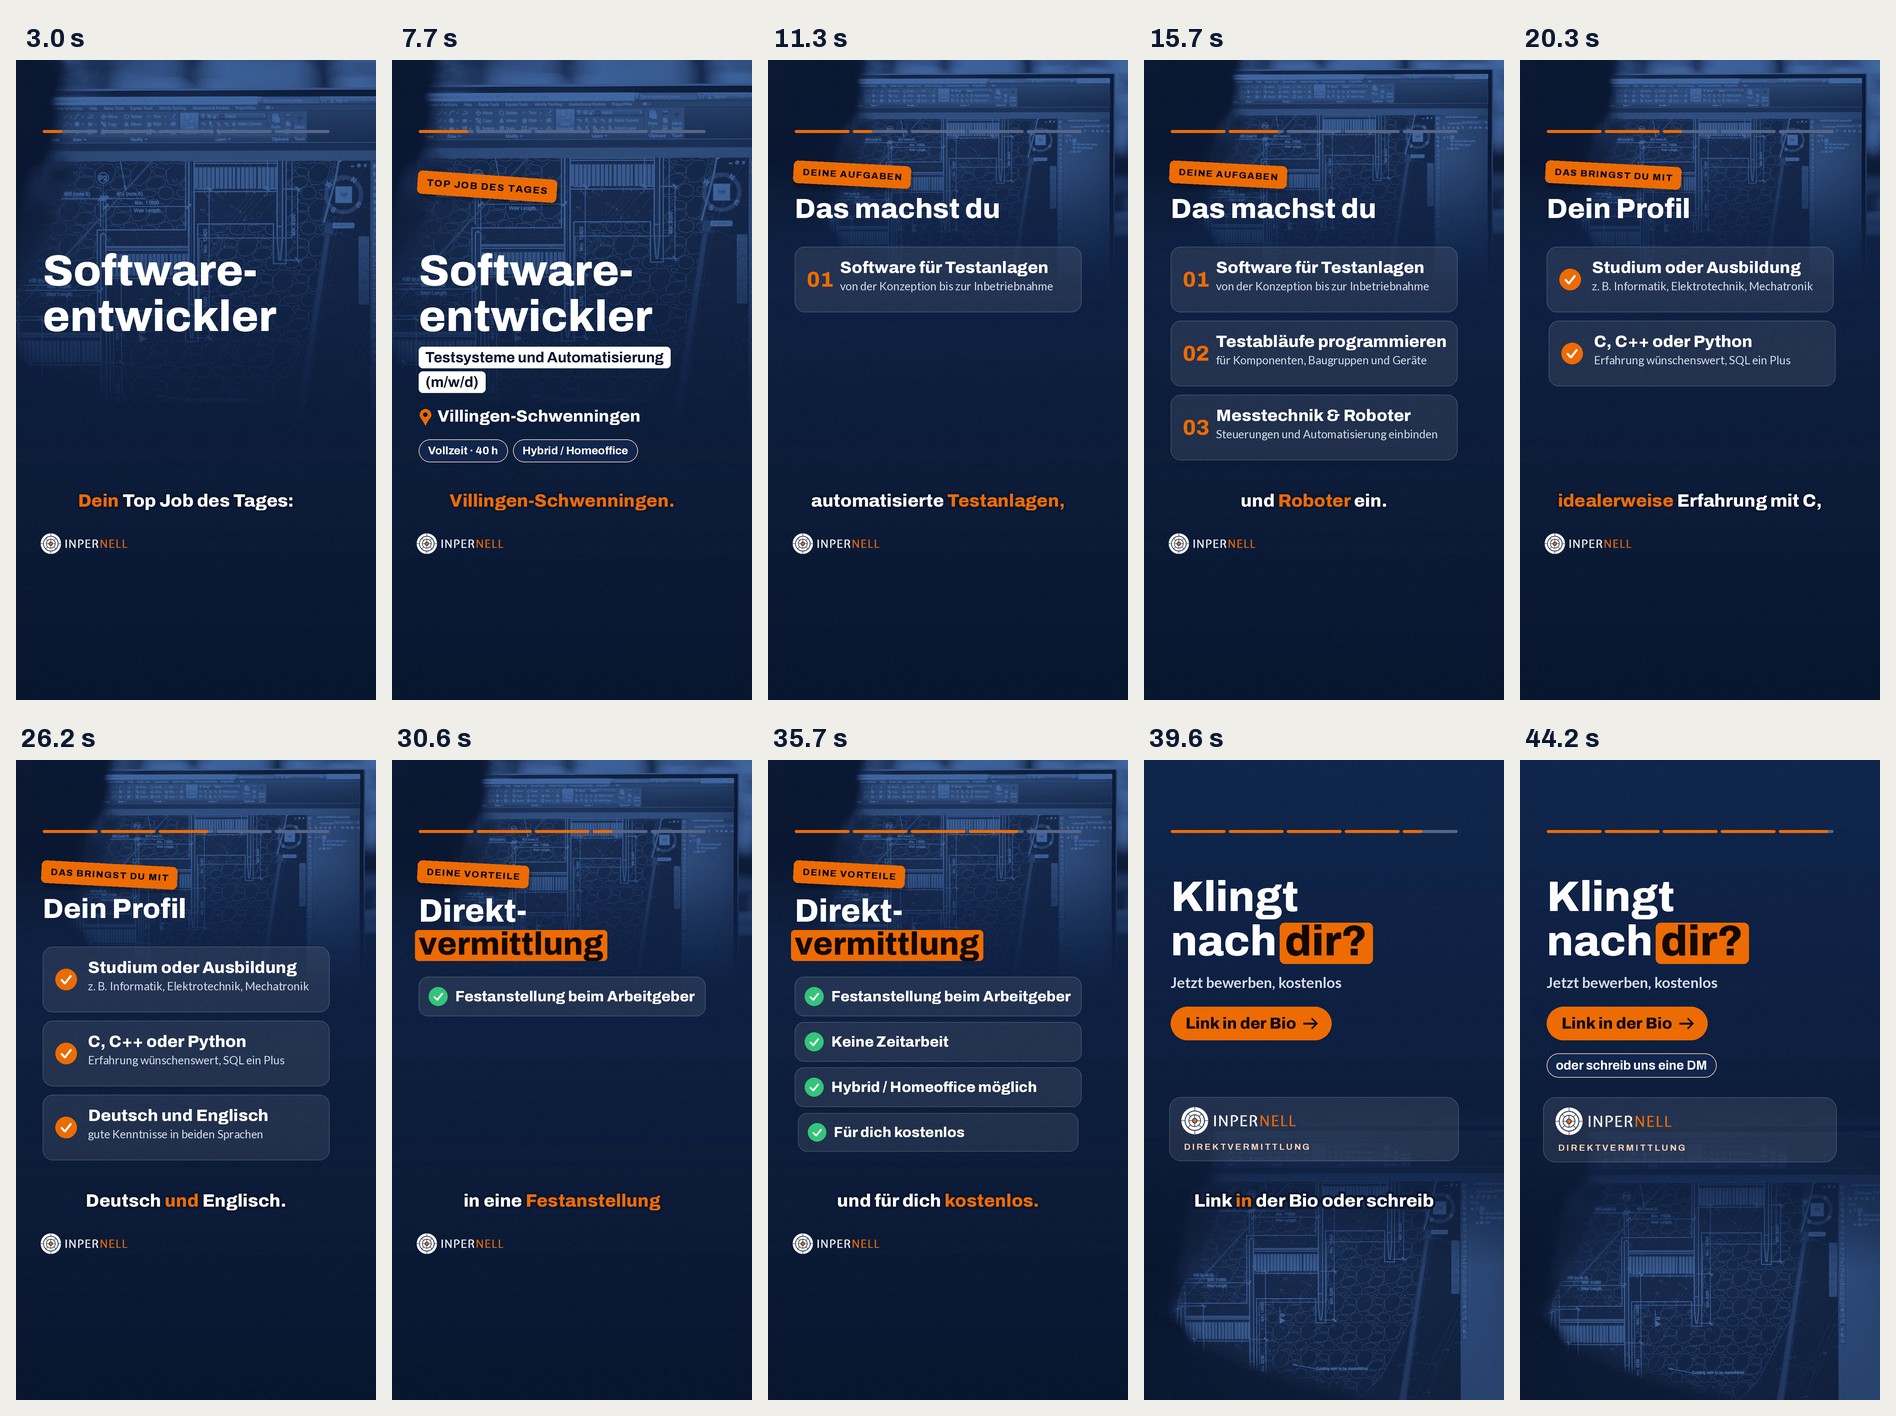 3.0 s
Software-
entwickler
Dein Top Job des Tages:
INPERNELL
7.7 s
TOP JOB DES TAGES
Software-
entwickler
Testsysteme und Automatisierung
(m/w/d)
Villingen-Schwenningen
Vollzeit · 40 h
Hybrid / Homeoffice
Villingen-Schwenningen.
INPERNELL
11.3 s
DEINE AUFGABEN
Das machst du
01 Software für Testanlagen
von der Konzeption bis zur Inbetriebnahme
automatisierte Testanlagen,
INPERNELL
15.7 s
DEINE AUFGABEN
Das machst du
01 Software für Testanlagen
von der Konzeption bis zur Inbetriebnahme
02 Testabläufe programmieren
für Komponenten, Baugruppen und Geräte
03 Messtechnik & Roboter
Steuerungen und Automatisierung einbinden
und Roboter ein.
INPERNELL
20.3 s
DAS BRINGST DU MIT
Dein Profil
Studium oder Ausbildung
z. B. Informatik, Elektrotechnik, Mechatronik
C, C++ oder Python
Erfahrung wünschenswert, SQL ein Plus
idealerweise Erfahrung mit C,
INPERNELL
26.2 s
DAS BRINGST DU MIT
Dein Profil
Studium oder Ausbildung
z. B. Informatik, Elektrotechnik, Mechatronik
C, C++ oder Python
Erfahrung wünschenswert, SQL ein Plus
Deutsch und Englisch
gute Kenntnisse in beiden Sprachen
Deutsch und Englisch.
INPERNELL
30.6 s
DEINE VORTEILE
Direkt-
vermittlung
Festanstellung beim Arbeitgeber
in eine Festanstellung
INPERNELL
35.7 s
DEINE VORTEILE
Direkt-
vermittlung
Festanstellung beim Arbeitgeber
Keine Zeitarbeit
Hybrid / Homeoffice möglich
Für dich kostenlos
und für dich kostenlos.
INPERNELL
39.6 s
Klingt
nach dir?
Jetzt bewerben, kostenlos
Link in der Bio →
INPERNELL
DIREKTVERMITTLUNG
Link in der Bio oder schreib
44.2 s
Klingt
nach dir?
Jetzt bewerben, kostenlos
Link in der Bio →
oder schreib uns eine DM
INPERNELL
DIREKTVERMITTLUNG